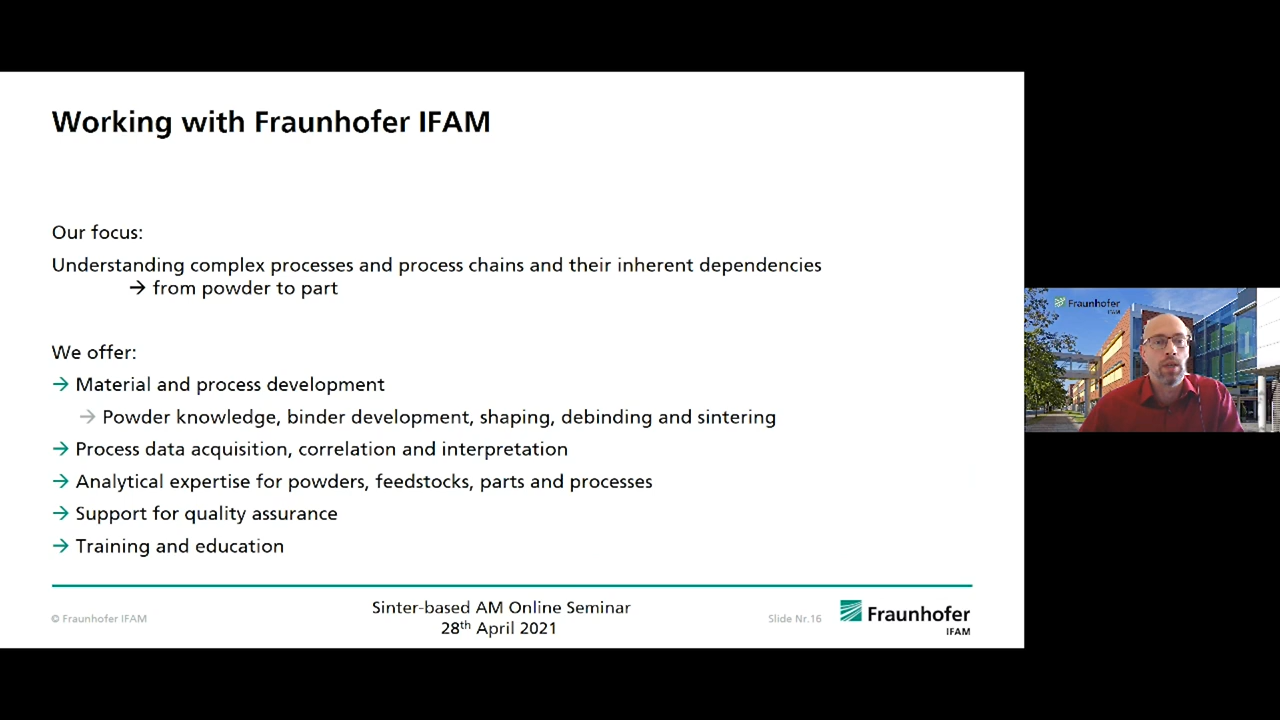 Working with Fraunhofer IFAM
Our focus:
Understanding complex processes and process chains and their inherent dependencies
→ from powder to part
We offer:
→ Material and process development
→ Powder knowledge, binder development, shaping, debinding and sintering
→ Process data acquisition, correlation and interpretation
→ Analytical expertise for powders, feedstocks, parts and processes
→ Support for quality assurance
→ Training and education
© Fraunhofer IFAM
Sinter-based AM Online Seminar
28th April 2021
Slide Nr.16
Fraunhofer
IFAM
Fraunhofer
IFAM